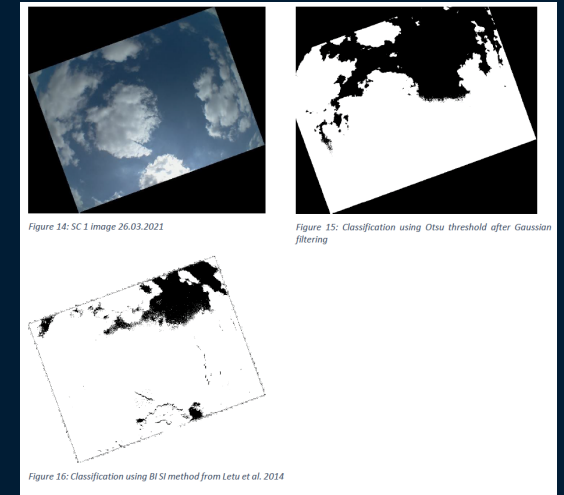 Figure 14: SC 1 image 26.03.2021
Figure 15: Classification using Otsu threshold after Gaussian
filtering
Figure 16: Classification using BI SI method from Letu et al. 2014